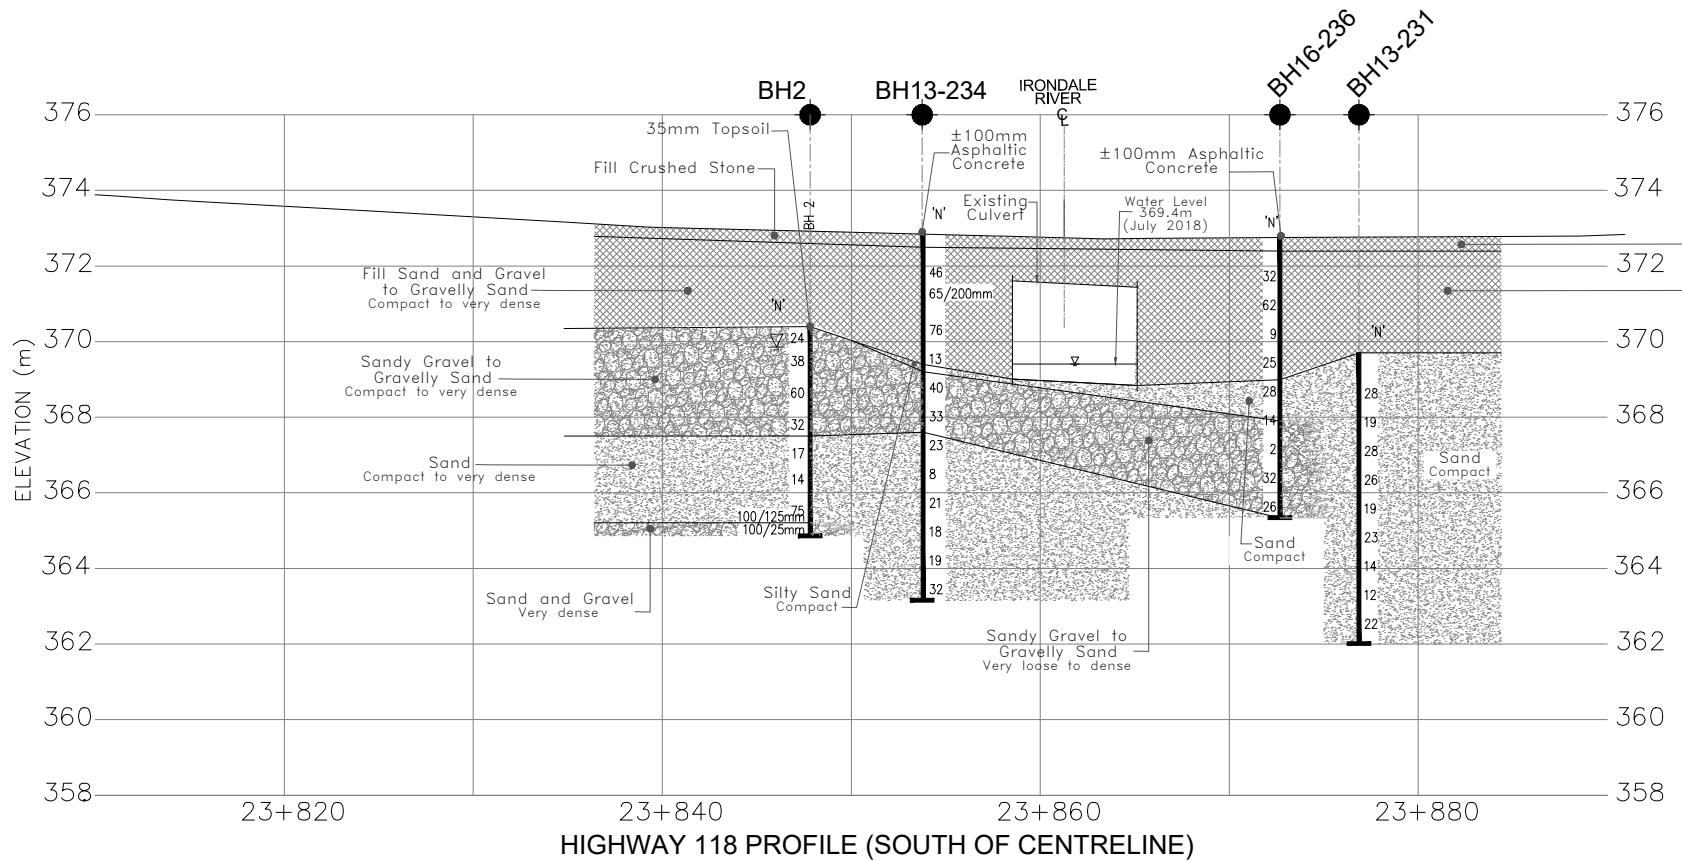 BH2
BH13-234
IRONDALE
RIVER
℄
BH16-236
BH13-231
376
376
35mm Topsoil
±100mm
Asphaltic
Concrete
±100mm Asphaltic
Concrete
Fill Crushed Stone
374
374
BH 2
'N'
Existing
Culvert
Water Level
369.4m
(July 2018)
'N'
372
372
Fill Sand and Gravel
to Gravelly Sand
Compact to very dense
46
65/200mm
76
13
40
33
23
8
21
18
19
32
32
62
9
25
28
14
2
32
26
'N'
'N'
370
370
24
38
60
32
17
14
75
100/125mm
100/25mm
28
19
28
26
19
23
14
12
22
Sandy Gravel to
Gravelly Sand
Compact to very dense
368
368
Sand
Compact to very dense
Sand
Compact
366
366
Sand
Compact
364
364
Sand and Gravel
Very dense
Silty Sand
Compact
Sandy Gravel to
Gravelly Sand
Very loose to dense
362
362
360
360
358
358
ELEVATION (m)
23+820
23+840
23+860
23+880
HIGHWAY 118 PROFILE (SOUTH OF CENTRELINE)